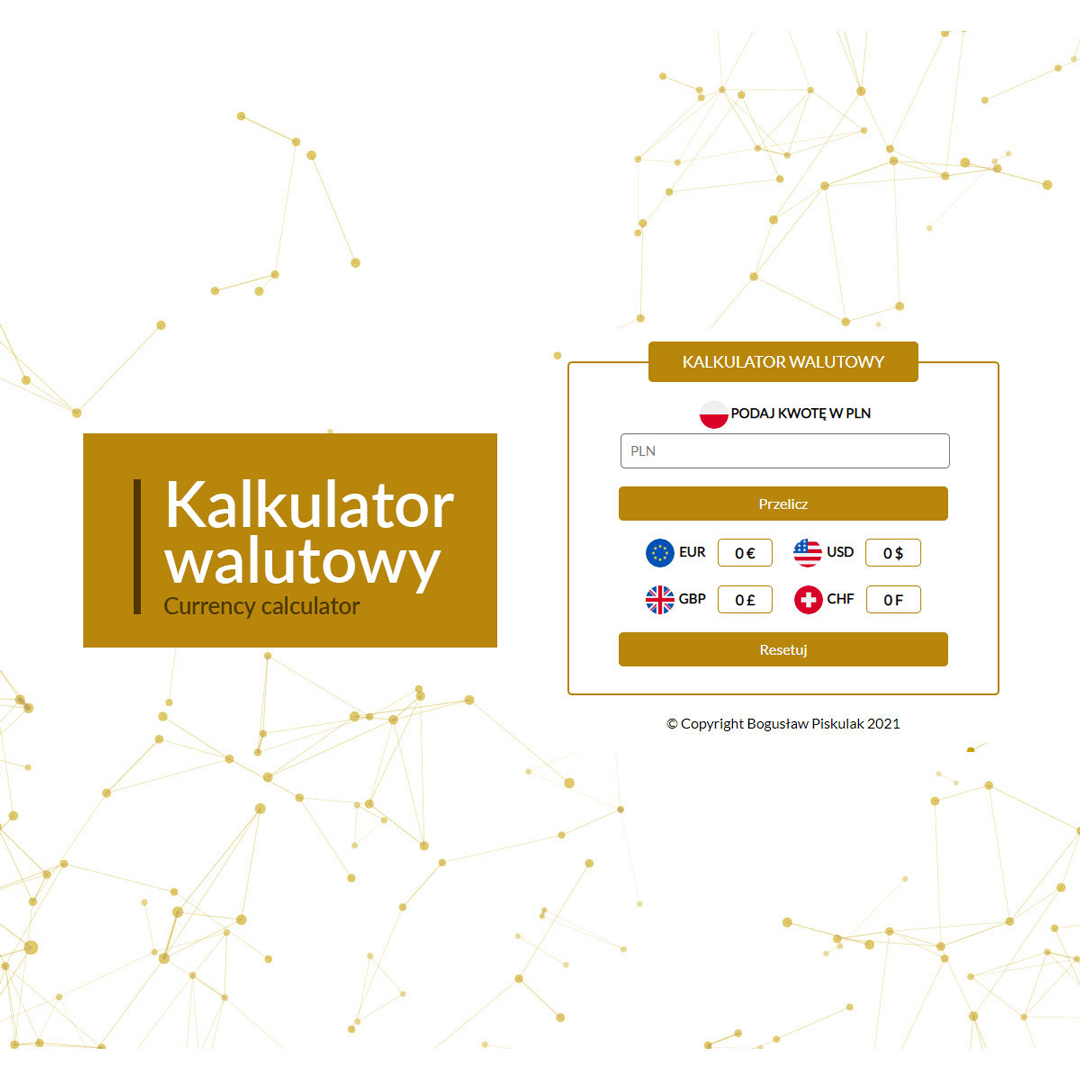 Kalkulator
walutowy
Currency calculator
KALKULATOR WALUTOWY
PODAJ KWOTĘ W PLN
PLN
Przelicz
EUR 0 € USD 0 $
GBP 0 £ CHF 0 F
Resetuj
© Copyright Bogusław Piskulak 2021